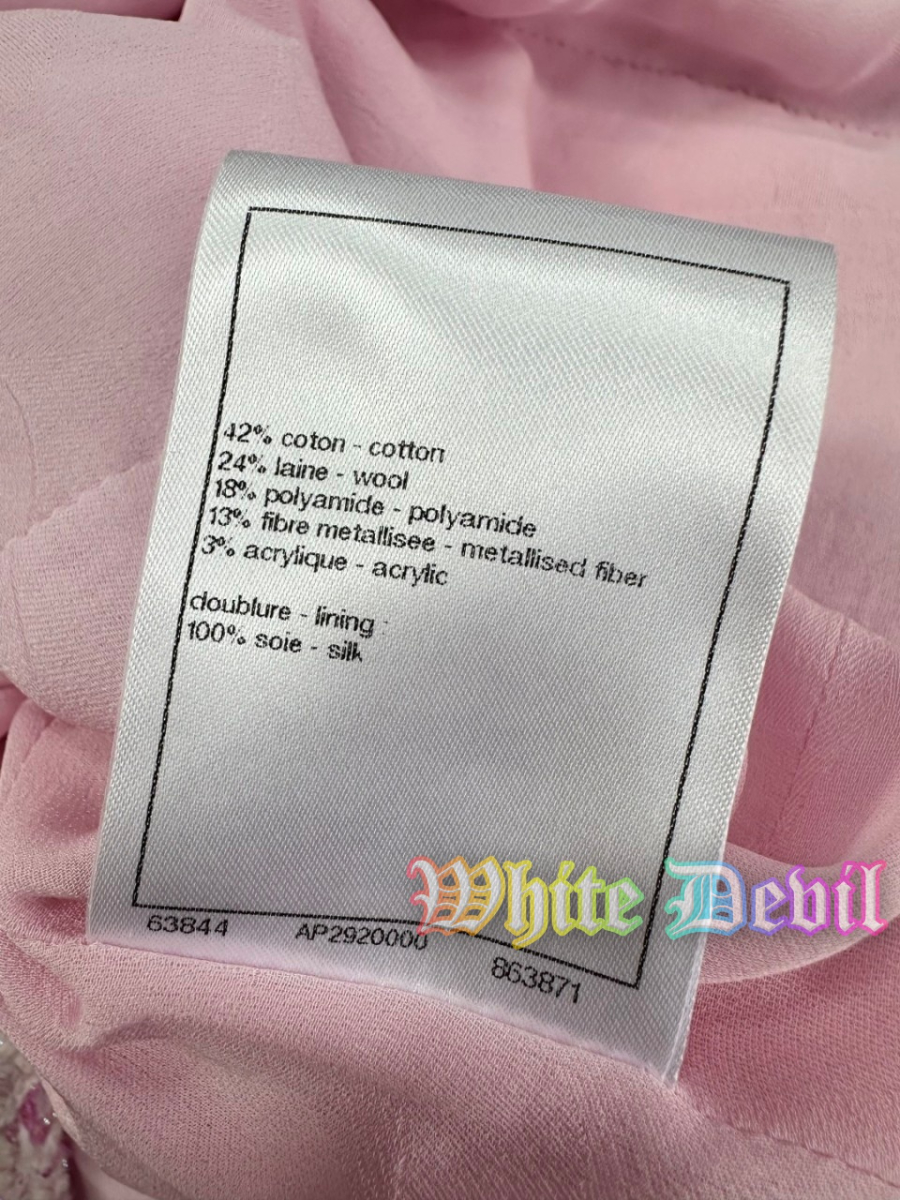 42% coton - cotton
24% laine - wool
18% polyamide - polyamide
13% fibre metallisee - metallised fiber
3% acrylique - acrylic
doublure - lining :
100% soie - silk
63844 AP2920000 863871
White Devil